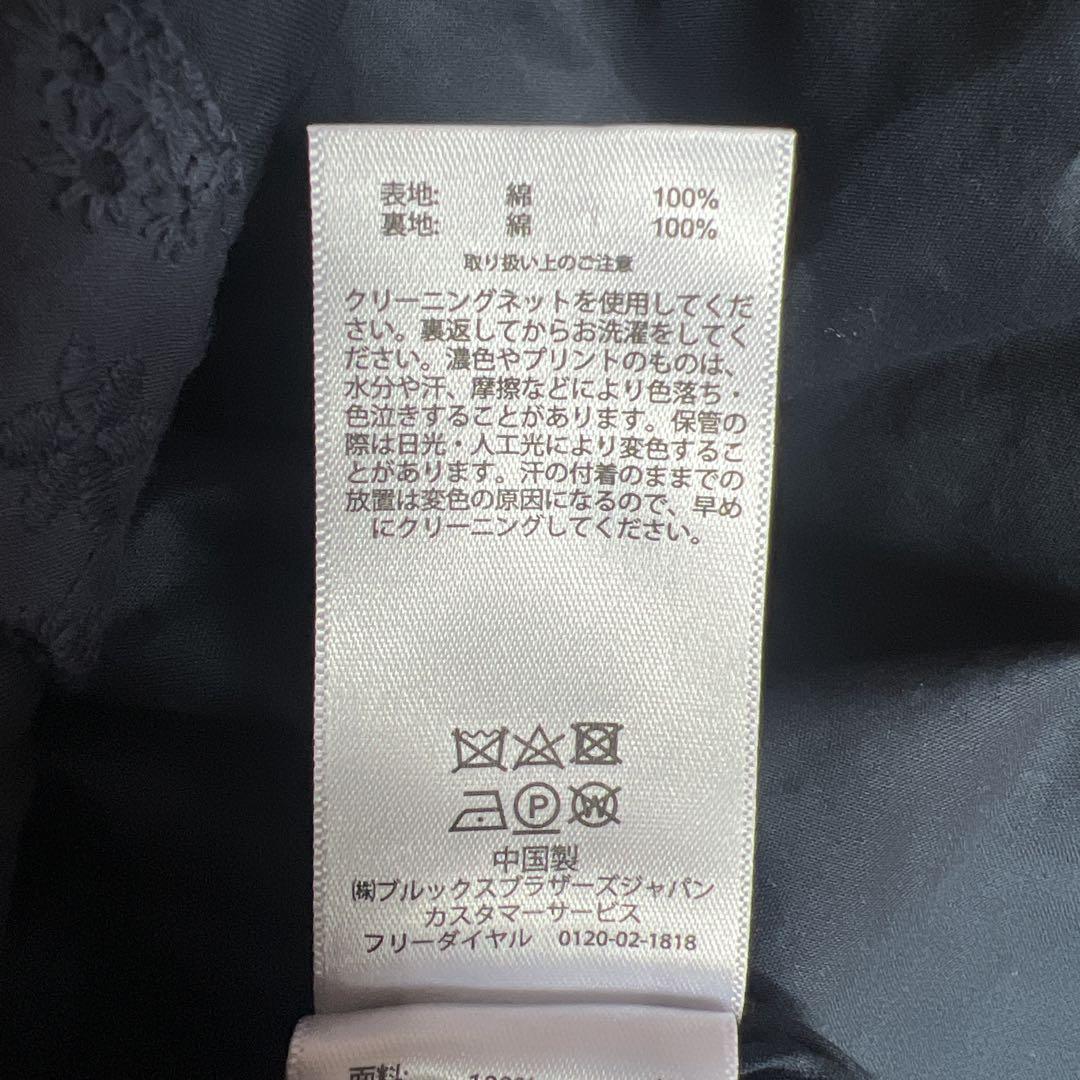 表地: 綿 100%
裏地: 綿 100%
取り扱い上のご注意
クリーニングネットを使用してくだ
さい。裏返してからお洗濯をしてく
ださい。濃色やプリントのものは、
水分や汗、摩擦などにより色落ち・
色泣きすることがあります。保管の
際は日光・人工光により変色するこ
とがあります。汗の付着のままでの
放置は変色の原因になるので、早め
にクリーニングしてください。
P W
中国製
㈱ブルックスブラザーズジャパン
カスタマーサービス
フリーダイヤル 0120-02-1818
面料: 100%